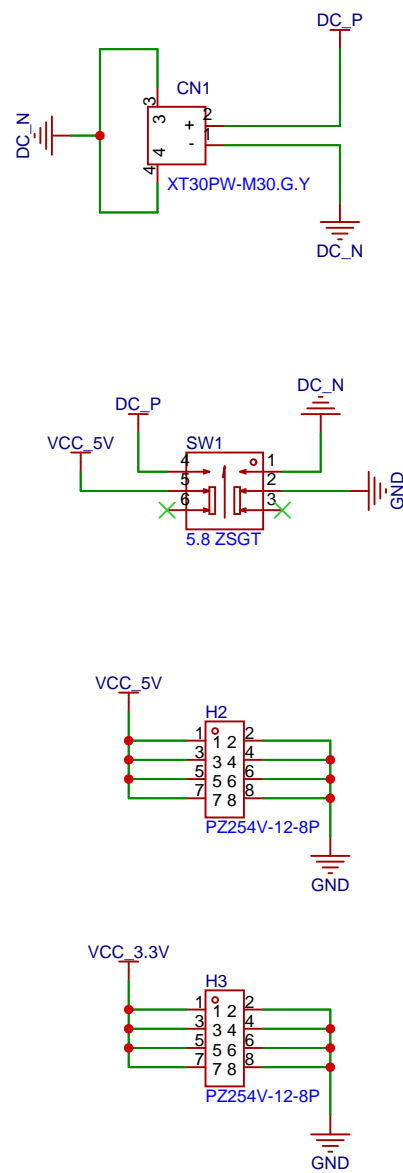 DC_P
CN1
3
3
2
+
1
-
DC_N
4
4
XT30PW-M30.G.Y
DC_N
DC_N
DC_P
VCC_5V
SW1
4
1
5
2
6
3
GND
5.8 ZSGT
VCC_5V
H2
1 1 2 2
3 3 4 4
5 5 6 6
7 7 8 8
PZ254V-12-8P
GND
VCC_3.3V
H3
1 1 2 2
3 3 4 4
5 5 6 6
7 7 8 8
PZ254V-12-8P
GND